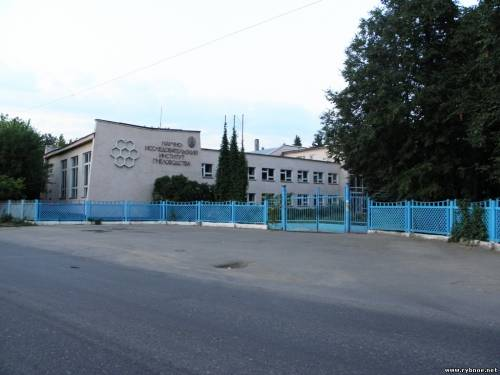 НАУЧНО-
ИССЛЕДОВАТЕЛЬСКИЙ
ИНСТИТУТ
ПЧЕЛОВОДСТВА
www.rybnoe.net